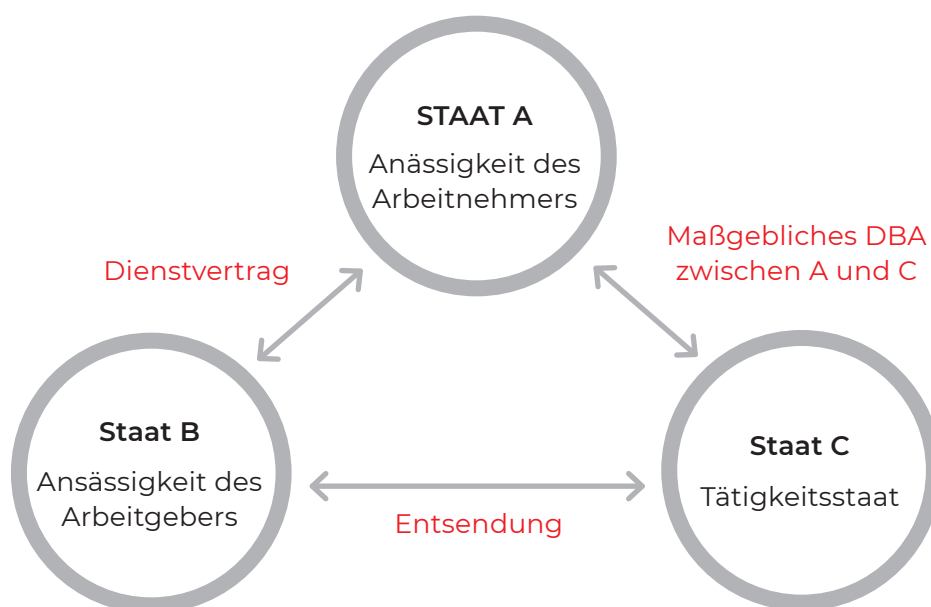 STAAT A
Anässigkeit des
Arbeitnehmers
Maßgebliches DBA
zwischen A und C
Dienstvertrag
Staat B
Ansässigkeit des
Arbeitgebers
Staat C
Tätigkeitsstaat
Entsendung